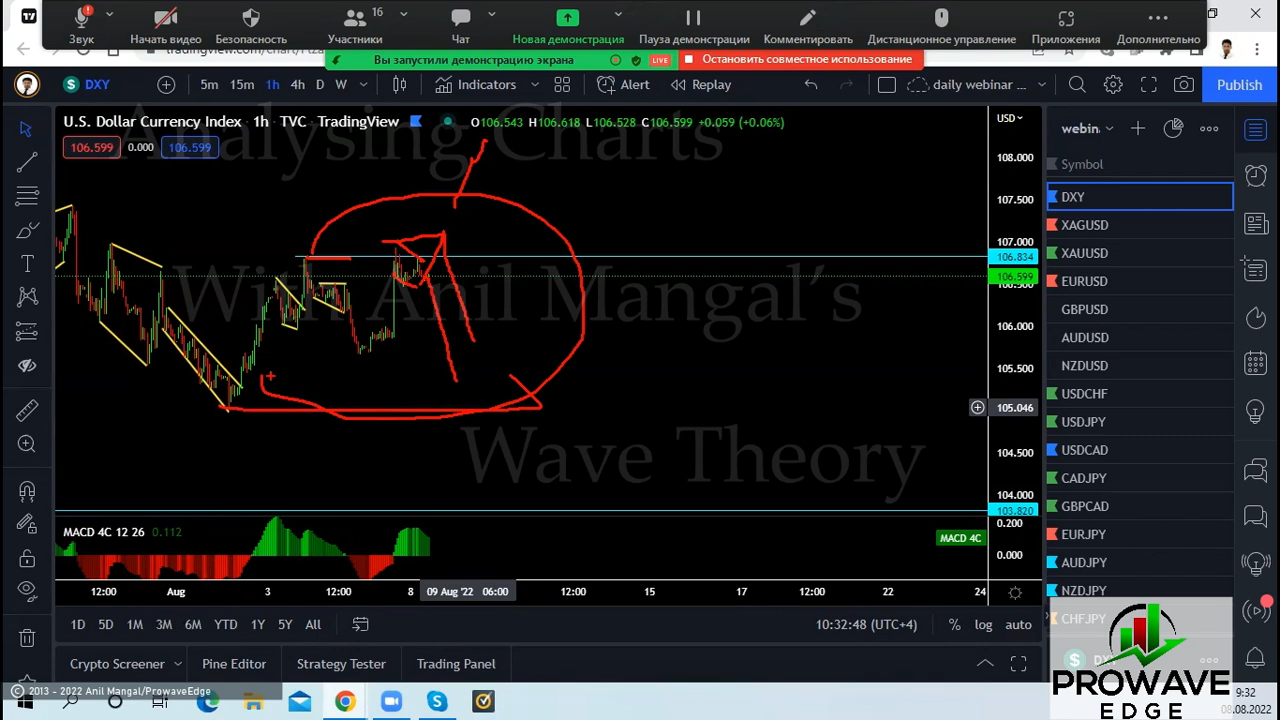 16
Звук
Начать видео
Безопасность
Участники
Чат
Новая демонстрация
Пауза демонстрации
Комментировать
Дистанционное управление
Приложения
Дополнительно
Вы запустили демонстрацию экрана
LIVE
Остановить совместное использование
DXY
5m 15m 1h 4h D W
Indicators
Alert
Replay
daily webinar ...
Publish
Analysing Charts
With Anil Mangal´s
Wave Theory
U.S. Dollar Currency Index · 1h · TVC TradingView
O106.543 H106.618 L106.528 C106.599 +0.059 (+0.06%)
106.599 0.000 106.599
USD
108.000
107.500
107.000
106.834
106.599
106.500
106.000
105.500
105.046
104.500
104.000
103.820
0.200
0.000
MACD 4C 12 26 0.112
MACD 4C
12:00 Aug 3 12:00 8 09 Aug '22 06:00 12:00 15 17 12:00 22 24
1D 5D 1M 3M 6M YTD 1Y 5Y All
10:32:48 (UTC+4)
% log auto
Crypto Screener
Pine Editor
Strategy Tester
Trading Panel
webin
Symbol
DXY
XAGUSD
XAUUSD
EURUSD
GBPUSD
AUDUSD
NZDUSD
USDCHF
USDJPY
USDCAD
CADJPY
GBPCAD
EURJPY
AUDJPY
NZDJPY
CHFJPY
PROWAVE
EDGE
© 2013 - 2022 Anil Mangal/ProwaveEdge
9:32
08.08.2022